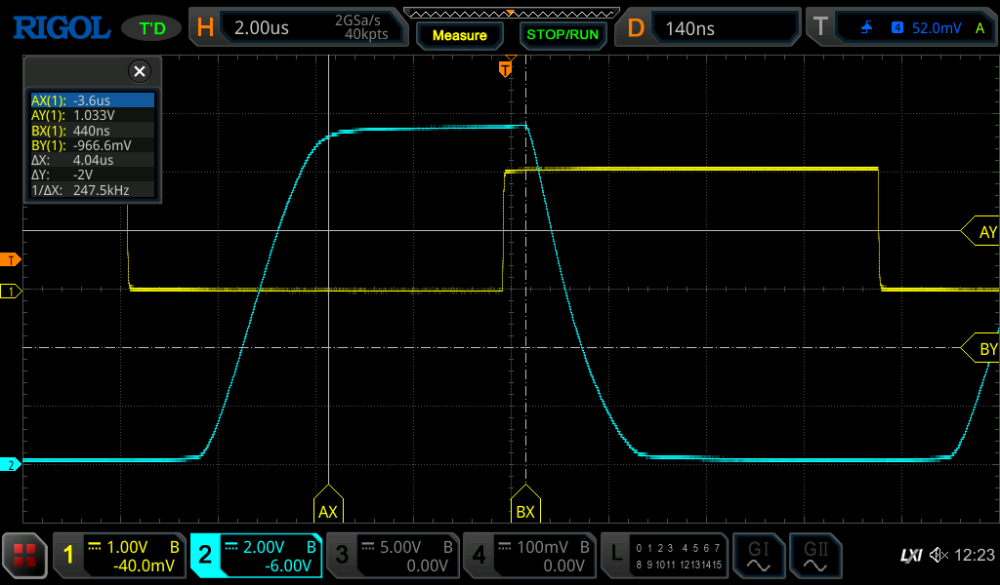 RIGOL T'D H 2.00us 2GSa/s 40kpts Measure STOP/RUN D 140ns T 4 52.0mV A
T
AX(1): -3.6us
AY(1): 1.033V
BX(1): 440ns
BY(1): -966.6mV
ΔX: 4.04us
ΔY: -2V
1/ΔX: 247.5kHz
AY
T
1
BY
2
AX BX
1 1.00V B -40.0mV
2 2.00V B -6.00V
3 5.00V B 0.00V
4 100mV B 0.00V
L 0 1 2 3 4 5 6 7
8 9 10 11 12 13 14 15
GI GII
LXI 12:23